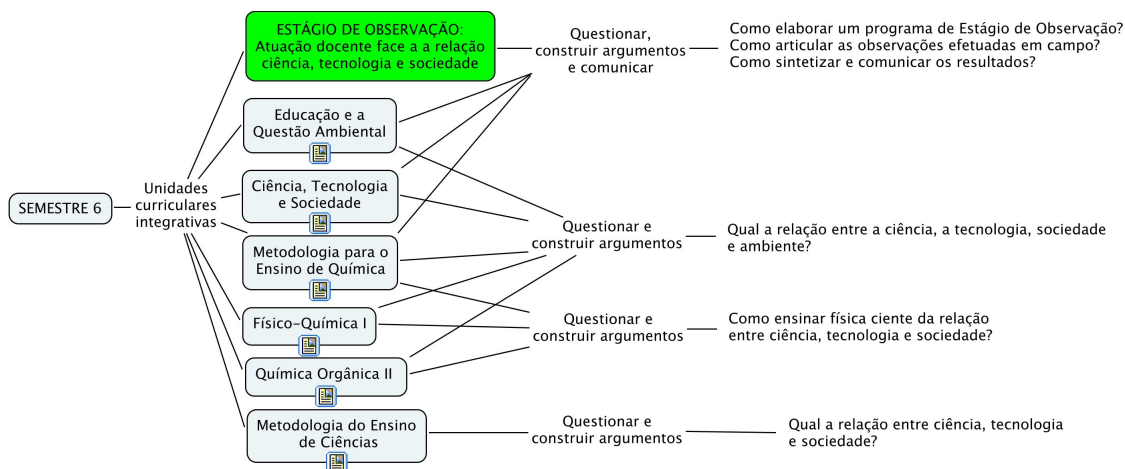 SEMESTRE 6
Unidades
curriculares
integrativas
ESTÁGIO DE OBSERVAÇÃO:
Atuação docente face a a relação
ciência, tecnologia e sociedade
Questionar,
construir argumentos
e comunicar
Como elaborar um programa de Estágio de Observação?
Como articular as observações efetuadas em campo?
Como sintetizar e comunicar os resultados?
Educação e a
Questão Ambiental
Ciência, Tecnologia
e Sociedade
Metodologia para o
Ensino de Química
Questionar e
construir argumentos
Qual a relação entre a ciência, a tecnologia, sociedade
e ambiente?
Físico-Química I
Química Orgânica II
Questionar e
construir argumentos
Como ensinar física ciente da relação
entre ciência, tecnologia e sociedade?
Metodologia do Ensino
de Ciências
Questionar e
construir argumentos
Qual a relação entre ciência, tecnologia
e sociedade?